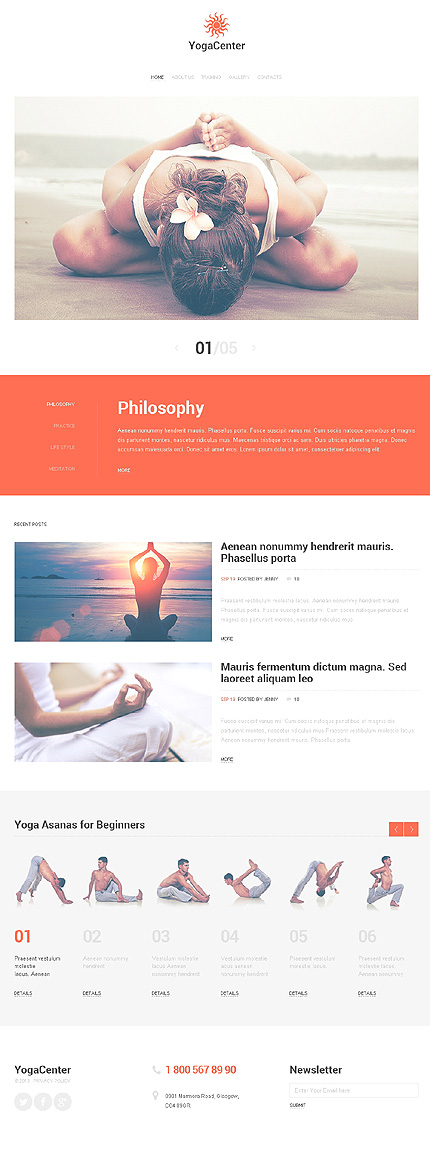 YogaCenter
HOME ABOUT US TRAINING GALLERY CONTACTS
01/05
PHILOSOPHY
PRACTICE
LIFE STYLE
MEDITATION
Philosophy
Aenean nonummy hendrerit mauris. Phasellus porta. Fusce suscipit varius mi. Cum sociis natoque penatibus et magnis
dis parturient montes, nascetur ridiculus mus. Maecenas tristique orci ac sem. Duis ultricies pharetra magna. Donec
accumsan malesuada orci. Donec sit amet eros. Lorem ipsum dolor sit amet, consectetuer adipiscing elit.
MORE
RECENT POSTS
Aenean nonummy hendrerit mauris.
Phasellus porta
SEP 13 POSTED BY JENNY 10
Praesent vestibulum molestie lacus. Aenean nonummy hendrerit mauris.
Phasellus porta. Fusce suscipit varius mi. Cum sociis natoque penatibus et
magnis dis parturient montes, nascetur ridiculus mus.
MORE
Mauris fermentum dictum magna. Sed
laoreet aliquam leo
SEP 13 POSTED BY JENNY 10
Fusce suscipit varius mi. Cum sociis natoque penatibus et magnis dis
parturient montes, nascetur ridiculus mus. Praesent vestibulum molestie lacus.
Aenean nonummy hendrerit mauris. Phasellus porta.
MORE
Yoga Asanas for Beginners
01 02 03 04 05 06
Praesent vestulum
molestie
lacus. Aenean
Aenean nonummy
hendrerit
Vestulum molestie
lacus. Aenean
nonummy hendrerit
Vestulum molestie
lacus aenean
nonummy hendrerit
Praesent vestulum
molestie lacus.
Praesent vestulum
molestie lacus,
Aenean nonummy
DETAILS DETAILS DETAILS DETAILS DETAILS DETAILS
YogaCenter
© 2013 PRIVACY POLICY
1 800 567 89 90
8901 Marmora Road, Glasgow,
D04 89GR.
Newsletter
Enter Your Email here
SUBMIT